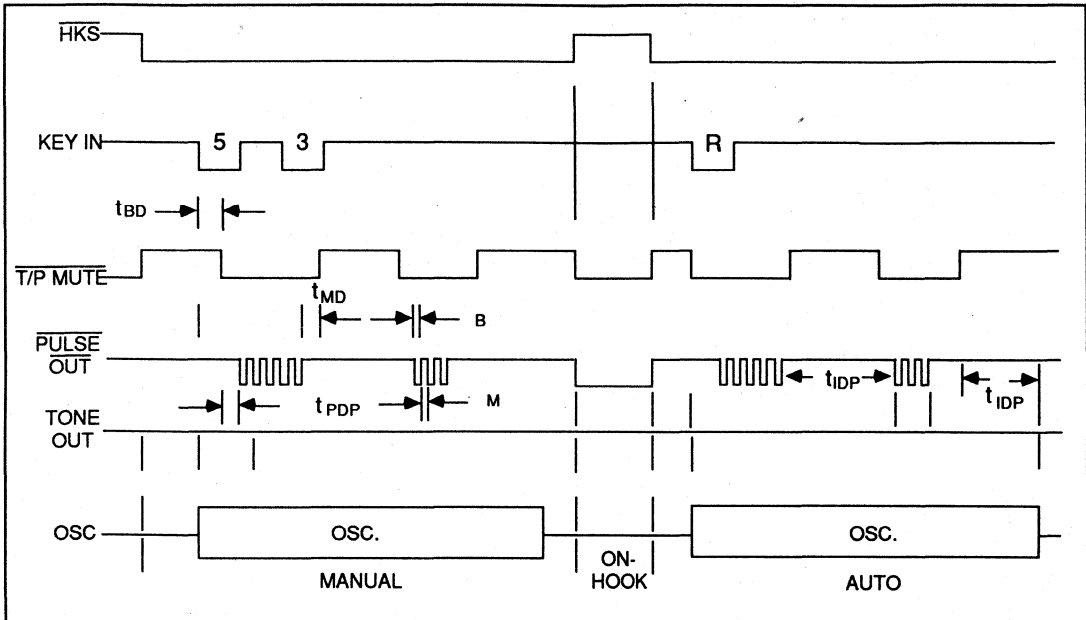 HKS
KEY IN
5
3
R
tBD
T/P MUTE
tMD
B
PULSE
OUT
tIDP
tPDP
M
tIDP
TONE
OUT
OSC
OSC.
OSC.
MANUAL
ON-
HOOK
AUTO